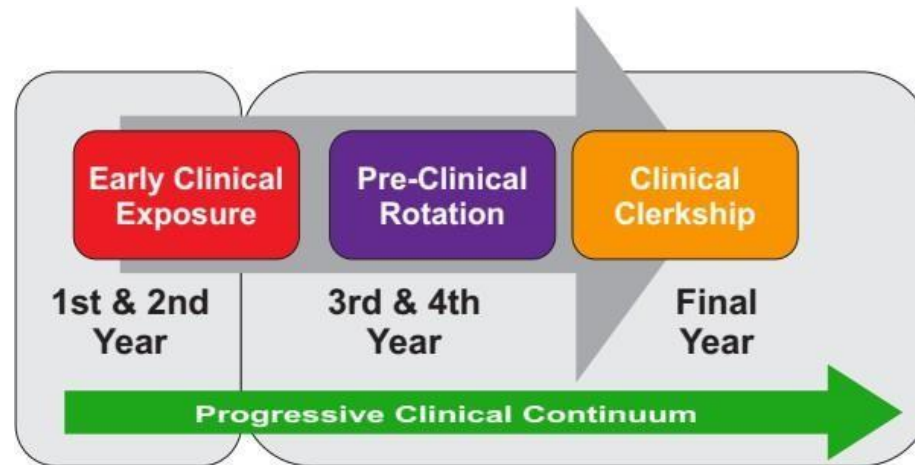 Early Clinical
Exposure
Pre-Clinical
Rotation
Clinical
Clerkship
1st & 2nd
Year
3rd & 4th
Year
Final
Year
Progressive Clinical Continuum